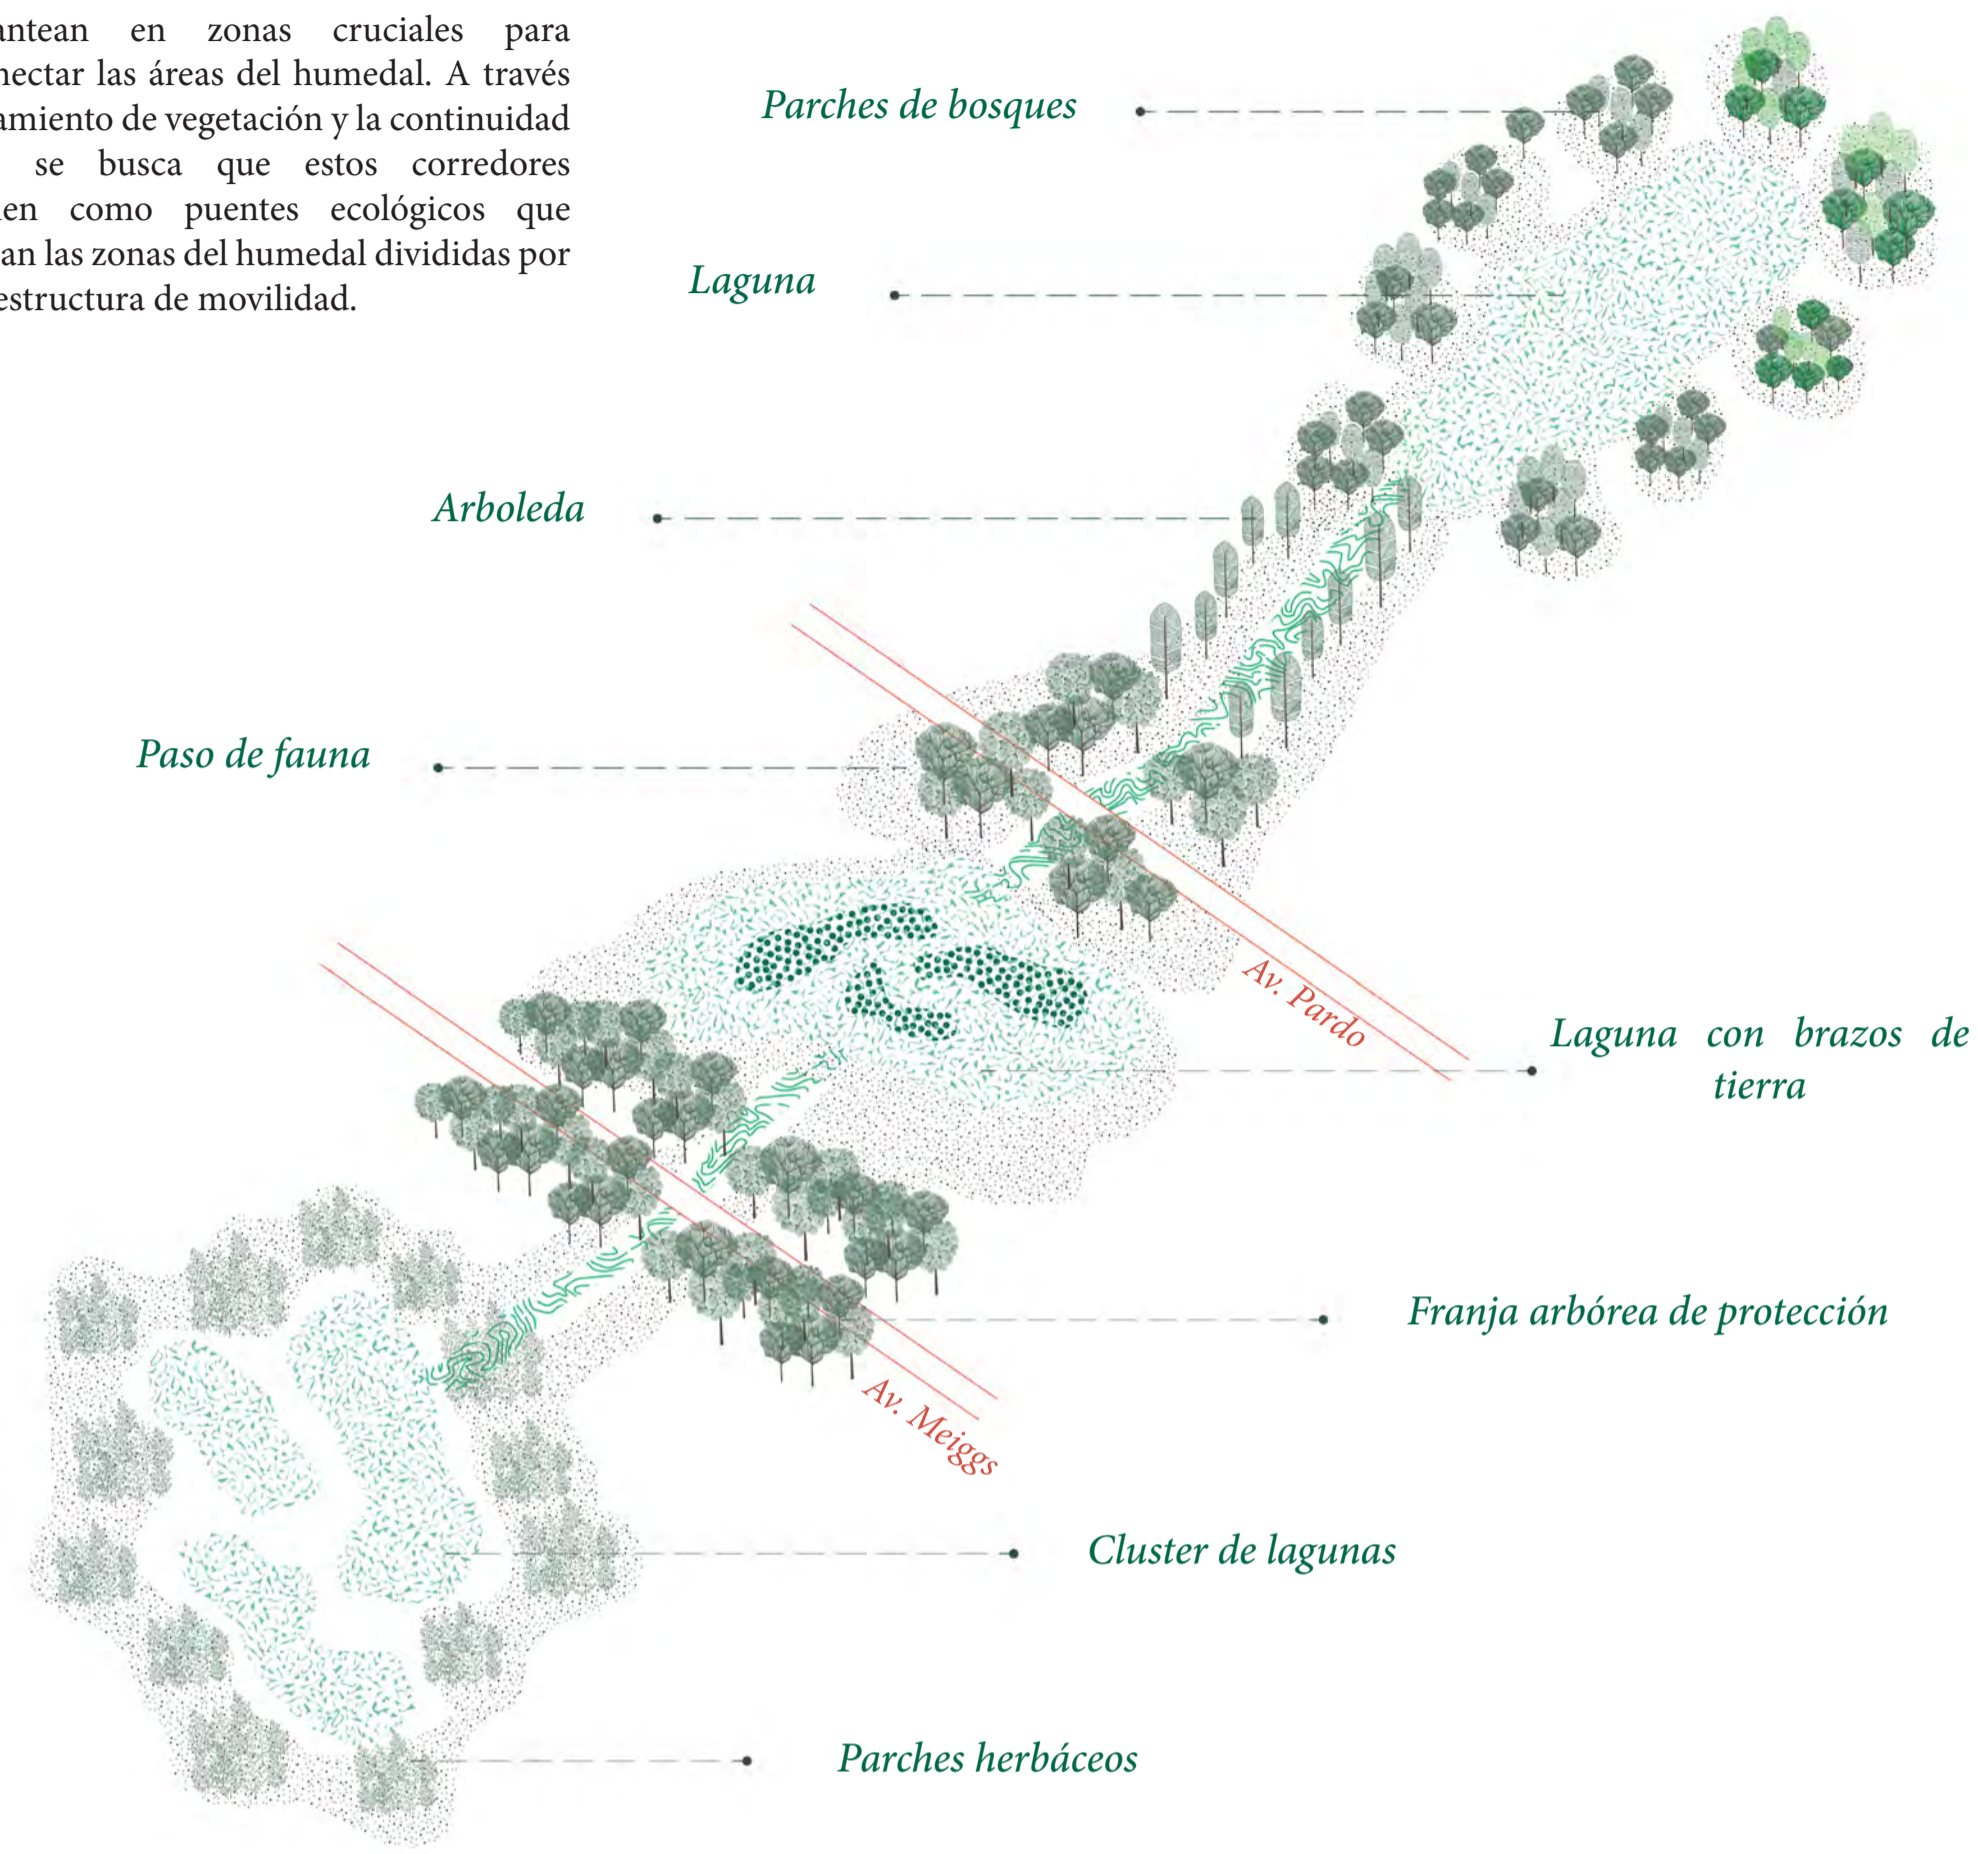 antean en zonas cruciales para
nectar las áreas del humedal. A través
amiento de vegetación y la continuidad
se busca que estos corredores
en como puentes ecológicos que
an las zonas del humedal divididas por
estructura de movilidad.
Parches de bosques
Laguna
Arboleda
Paso de fauna
Av. Pardo
Laguna con brazos de
tierra
Franja arbórea de protección
Av. Meiggs
Cluster de lagunas
Parches herbáceos